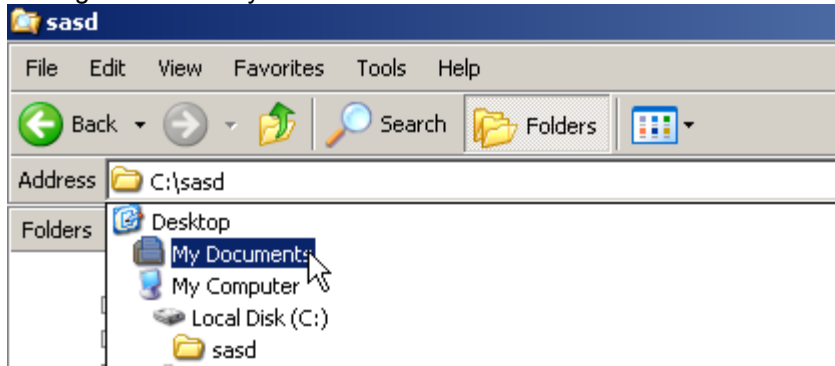 sasd
File Edit View Favorites Tools Help
Back Search Folders
Address C:\sasd
Folders Desktop
My Documents
My Computer
Local Disk (C:)
sasd